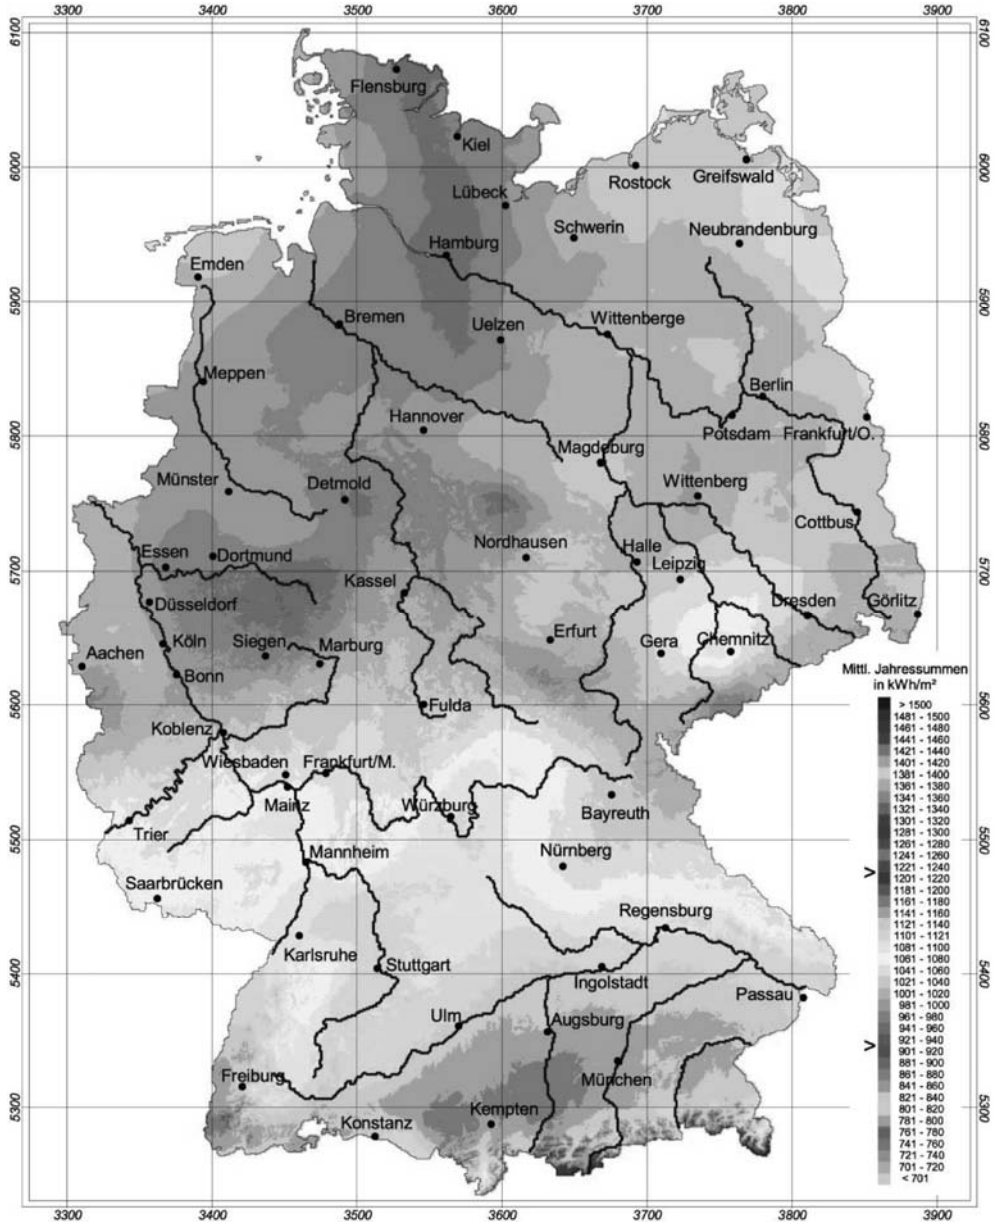 3300 3400 3500 3600 3700 3800 3900
6100 6100
Flensburg
Kiel
6000 6000
Rostock Greifswald
Lübeck
Schwerin Neubrandenburg
Hamburg
Emden
5900 5900
Bremen Uelzen Wittenberge
Meppen Berlin
Hannover
5800 Potsdam Frankfurt/O. 5800
Magdeburg
Münster Detmold Wittenberg
Cottbus
Essen Dortmund Nordhausen Halle
5700 Kassel Leipzig 5700
Düsseldorf Dresden Görlitz
Köln Siegen Marburg Erfurt Gera Chemnitz
Aachen
Bonn
5600 Koblenz Fulda 5600
Wiesbaden Frankfurt/M.
Mainz Würzburg Bayreuth
Trier
5500 Mannheim Nürnberg 5500
Saarbrücken
Regensburg
Karlsruhe
5400 Stuttgart Ingolstadt 5400
Passau
Ulm Augsburg
Freiburg München
5300 Kempten 5300
Konstanz
3300 3400 3500 3600 3700 3800 3900
Mittl. Jahressummen
in kWh/m²
> 1500
1481 - 1500
1461 - 1480
1441 - 1460
1421 - 1440
1401 - 1420
1381 - 1400
1361 - 1380
1341 - 1360
1321 - 1340
1301 - 1320
1281 - 1300
1261 - 1280
1241 - 1260
1221 - 1240
1201 - 1220
1181 - 1200
1161 - 1180
1141 - 1160
1121 - 1140
1101 - 1121
1081 - 1100
1061 - 1080
1041 - 1060
1021 - 1040
1001 - 1020
981 - 1000
961 - 980
941 - 960
921 - 940
901 - 920
881 - 900
861 - 880
841 - 860
821 - 840
801 - 820
781 - 800
761 - 780
741 - 760
721 - 740
701 - 720
< 701
V
V